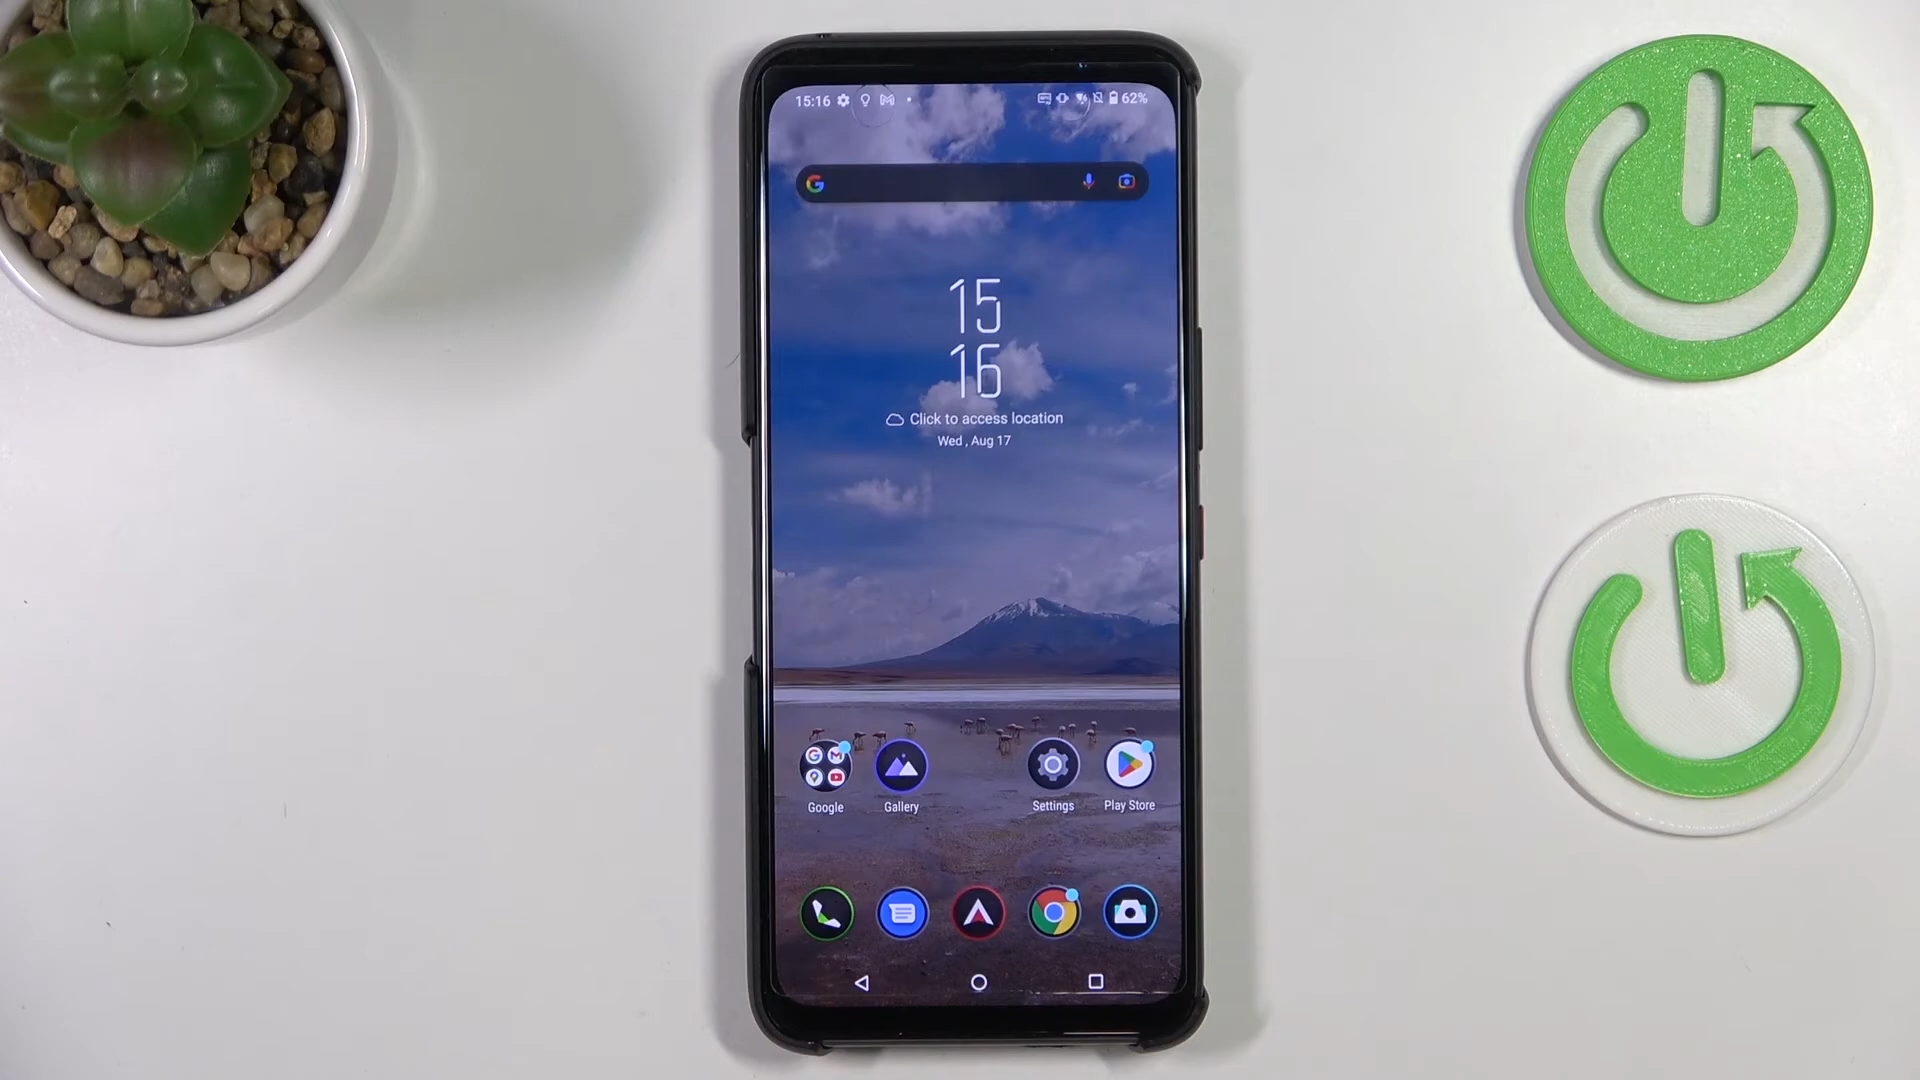 15:16
62%
15
16
Click to access location
Wed , Aug 17
Google
Gallery
Settings
Play Store